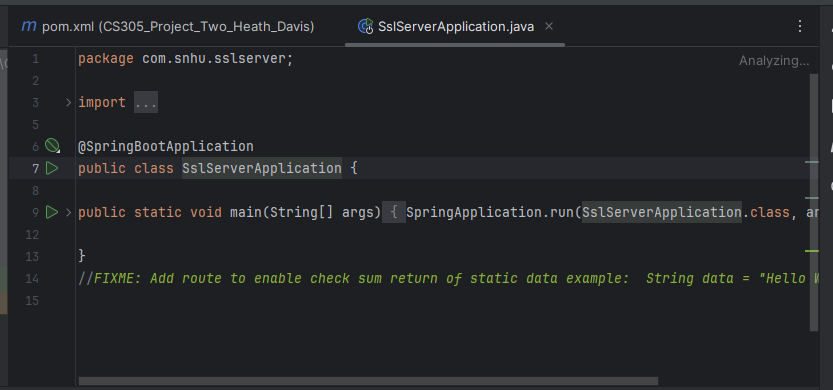 m pom.xml (CS305_Project_Two_Heath_Davis) SslServerApplication.java ×
Analyzing...
1 package com.snhu.sslserver;
2
3 import ...
5
6 @SpringBootApplication
7 public class SslServerApplication {
8
9 public static void main(String[] args) { SpringApplication.run(SslServerApplication.class, ar
12
13 }
14 //FIXME: Add route to enable check sum return of static data example: String data = "Hello W
15